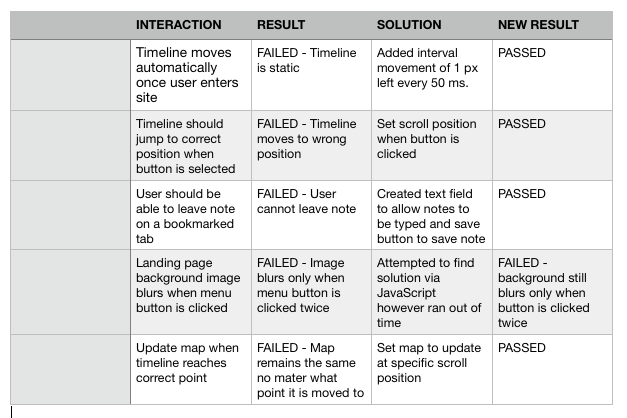 INTERACTION RESULT SOLUTION NEW RESULT
Timeline moves
automatically
once user enters
site
FAILED - Timeline
is static
Added interval
movement of 1 px
left every 50 ms.
PASSED
Timeline should
jump to correct
position when
button is selected
FAILED - Timeline
moves to wrong
position
Set scroll position
when button is
clicked
PASSED
User should be
able to leave note
on a bookmarked
tab
FAILED - User
cannot leave note
Created text field
to allow notes to
be typed and save
button to save note
PASSED
Landing page
background image
blurs when menu
button is clicked
FAILED - Image
blurs only when
menu button is
clicked twice
Attempted to find
solution via
JavaScript
however ran out of
time
FAILED -
background still
blurs only when
button is clicked
twice
Update map when
timeline reaches
correct point
FAILED - Map
remains the same
no mater what
point it is moved to
Set map to update
at specific scroll
position
PASSED